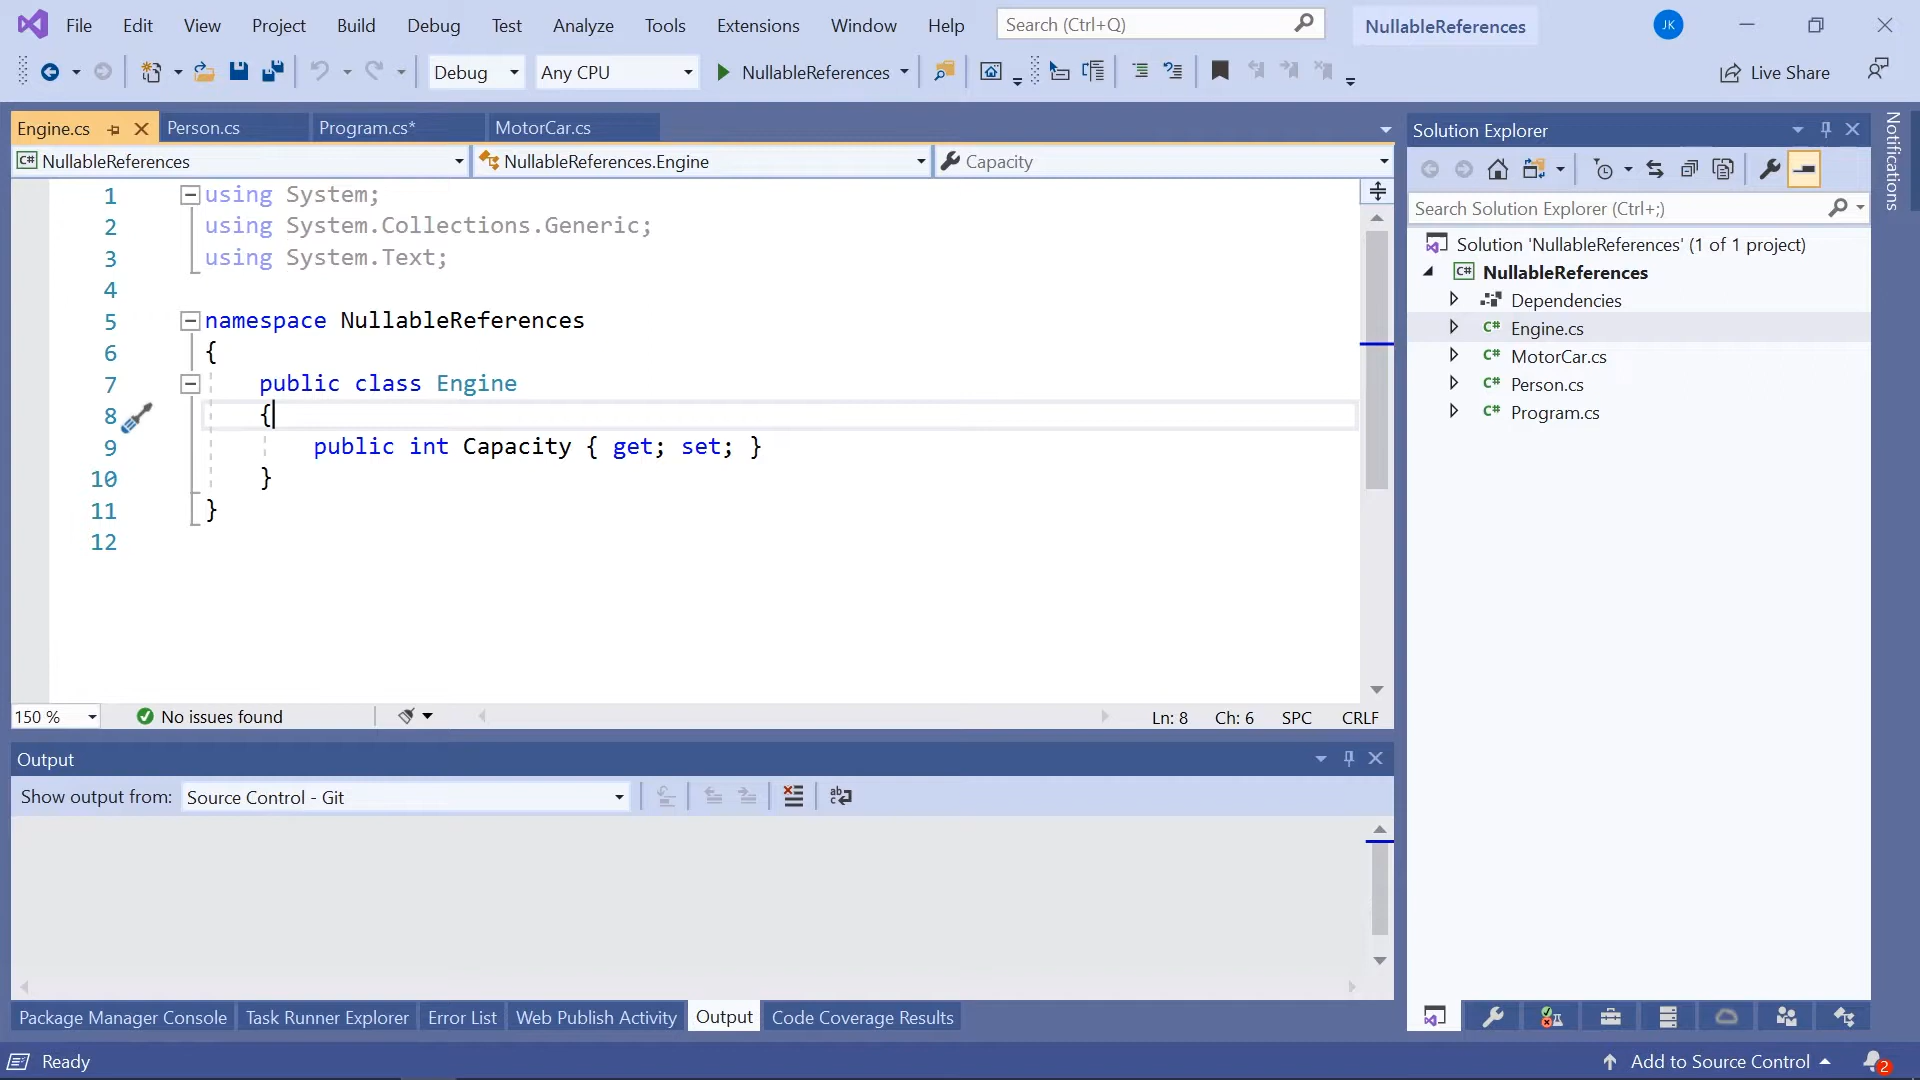 File Edit View Project Build Debug Test Analyze Tools Extensions Window Help Search (Ctrl+Q) NullableReferences JK
Debug Any CPU NullableReferences Live Share
Engine.cs Person.cs Program.cs* MotorCar.cs
NullableReferences NullableReferences.Engine Capacity
1 using System;
2 using System.Collections.Generic;
3 using System.Text;
4
5 namespace NullableReferences
6 {
7 public class Engine
8 {
9 public int Capacity { get; set; }
10 }
11 }
12
150 % No issues found Ln: 8 Ch: 6 SPC CRLF
Output
Show output from: Source Control - Git
Package Manager Console Task Runner Explorer Error List Web Publish Activity Output Code Coverage Results
Solution Explorer
Search Solution Explorer (Ctrl+;)
Solution 'NullableReferences' (1 of 1 project)
C# NullableReferences
Dependencies
C# Engine.cs
C# MotorCar.cs
C# Person.cs
C# Program.cs
Notifications
Ready Add to Source Control 2